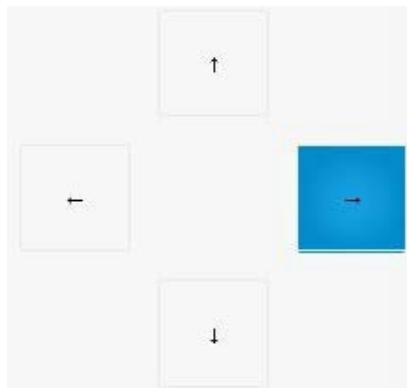 ↑
← →
↓